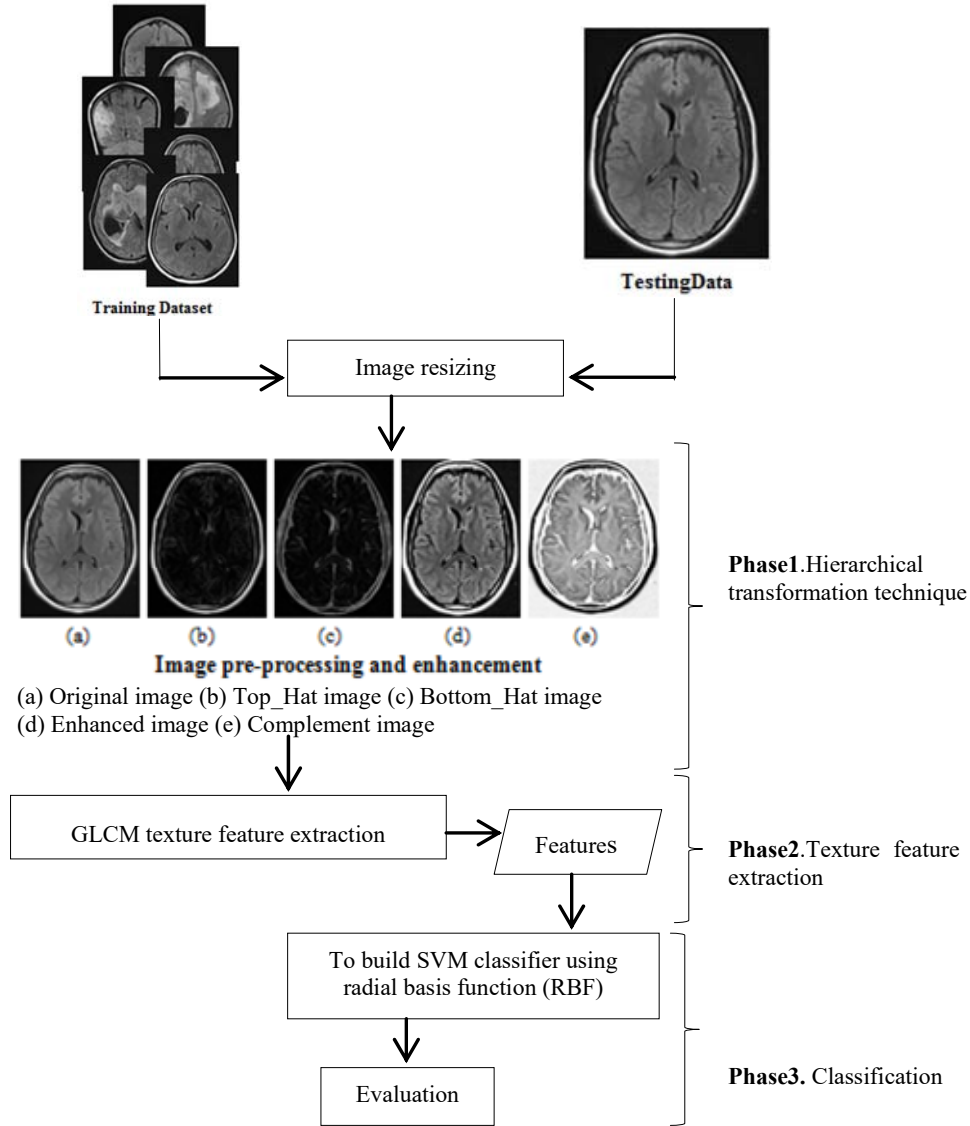 Training Dataset
TestingData
Image resizing
(a) (b) (c) (d) (e)
Image pre-processing and enhancement
(a) Original image (b) Top_Hat image (c) Bottom_Hat image
(d) Enhanced image (e) Complement image
Phase1.Hierarchical
transformation technique
GLCM texture feature extraction
Features
Phase2.Texture feature
extraction
To build SVM classifier using
radial basis function (RBF)
Evaluation
Phase3. Classification